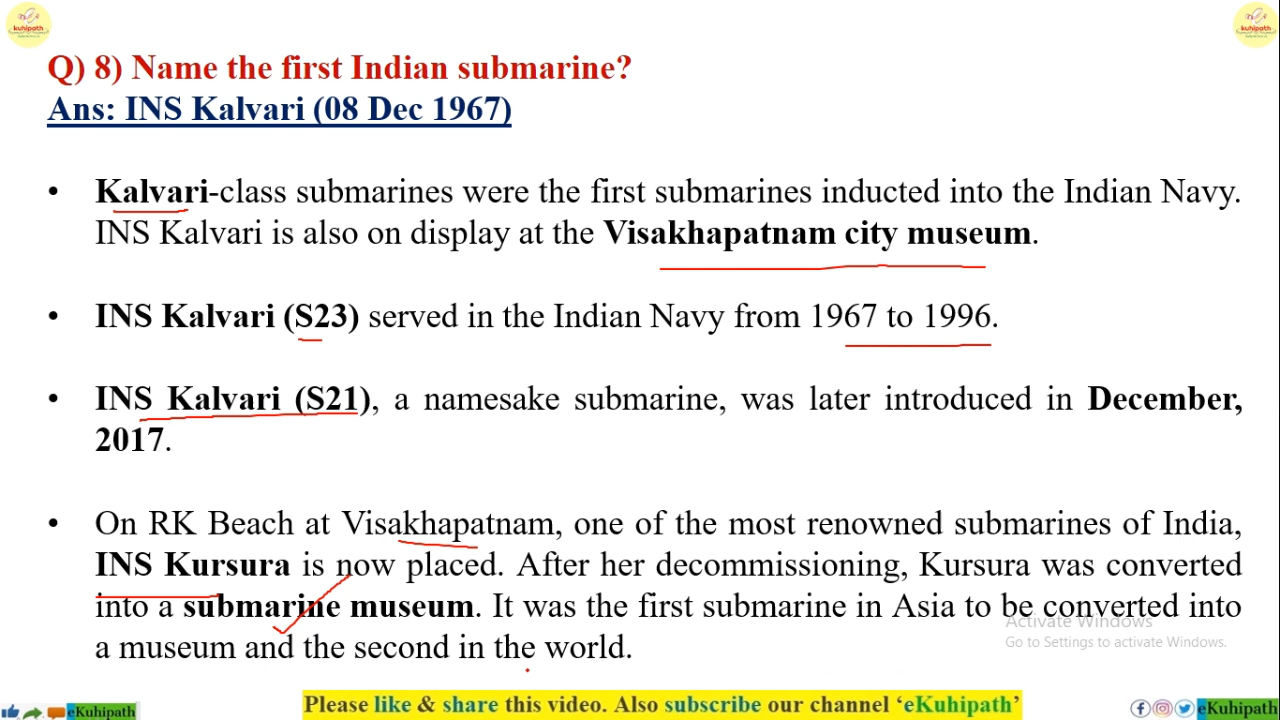 kuhipath
kuhipath
Q) 8) Name the first Indian submarine?
Ans: INS Kalvari (08 Dec 1967)
• Kalvari-class submarines were the first submarines inducted into the Indian Navy.
INS Kalvari is also on display at the Visakhapatnam city museum.
• INS Kalvari (S23) served in the Indian Navy from 1967 to 1996.
• INS Kalvari (S21), a namesake submarine, was later introduced in December,
2017.
• On RK Beach at Visakhapatnam, one of the most renowned submarines of India,
INS Kursura is now placed. After her decommissioning, Kursura was converted
into a submarine museum. It was the first submarine in Asia to be converted into
a museum and the second in the world.
Activate Windows
Go to Settings to activate Windows.
eKuhipath
Please like & share this video. Also subscribe our channel ‘eKuhipath’
eKuhipath